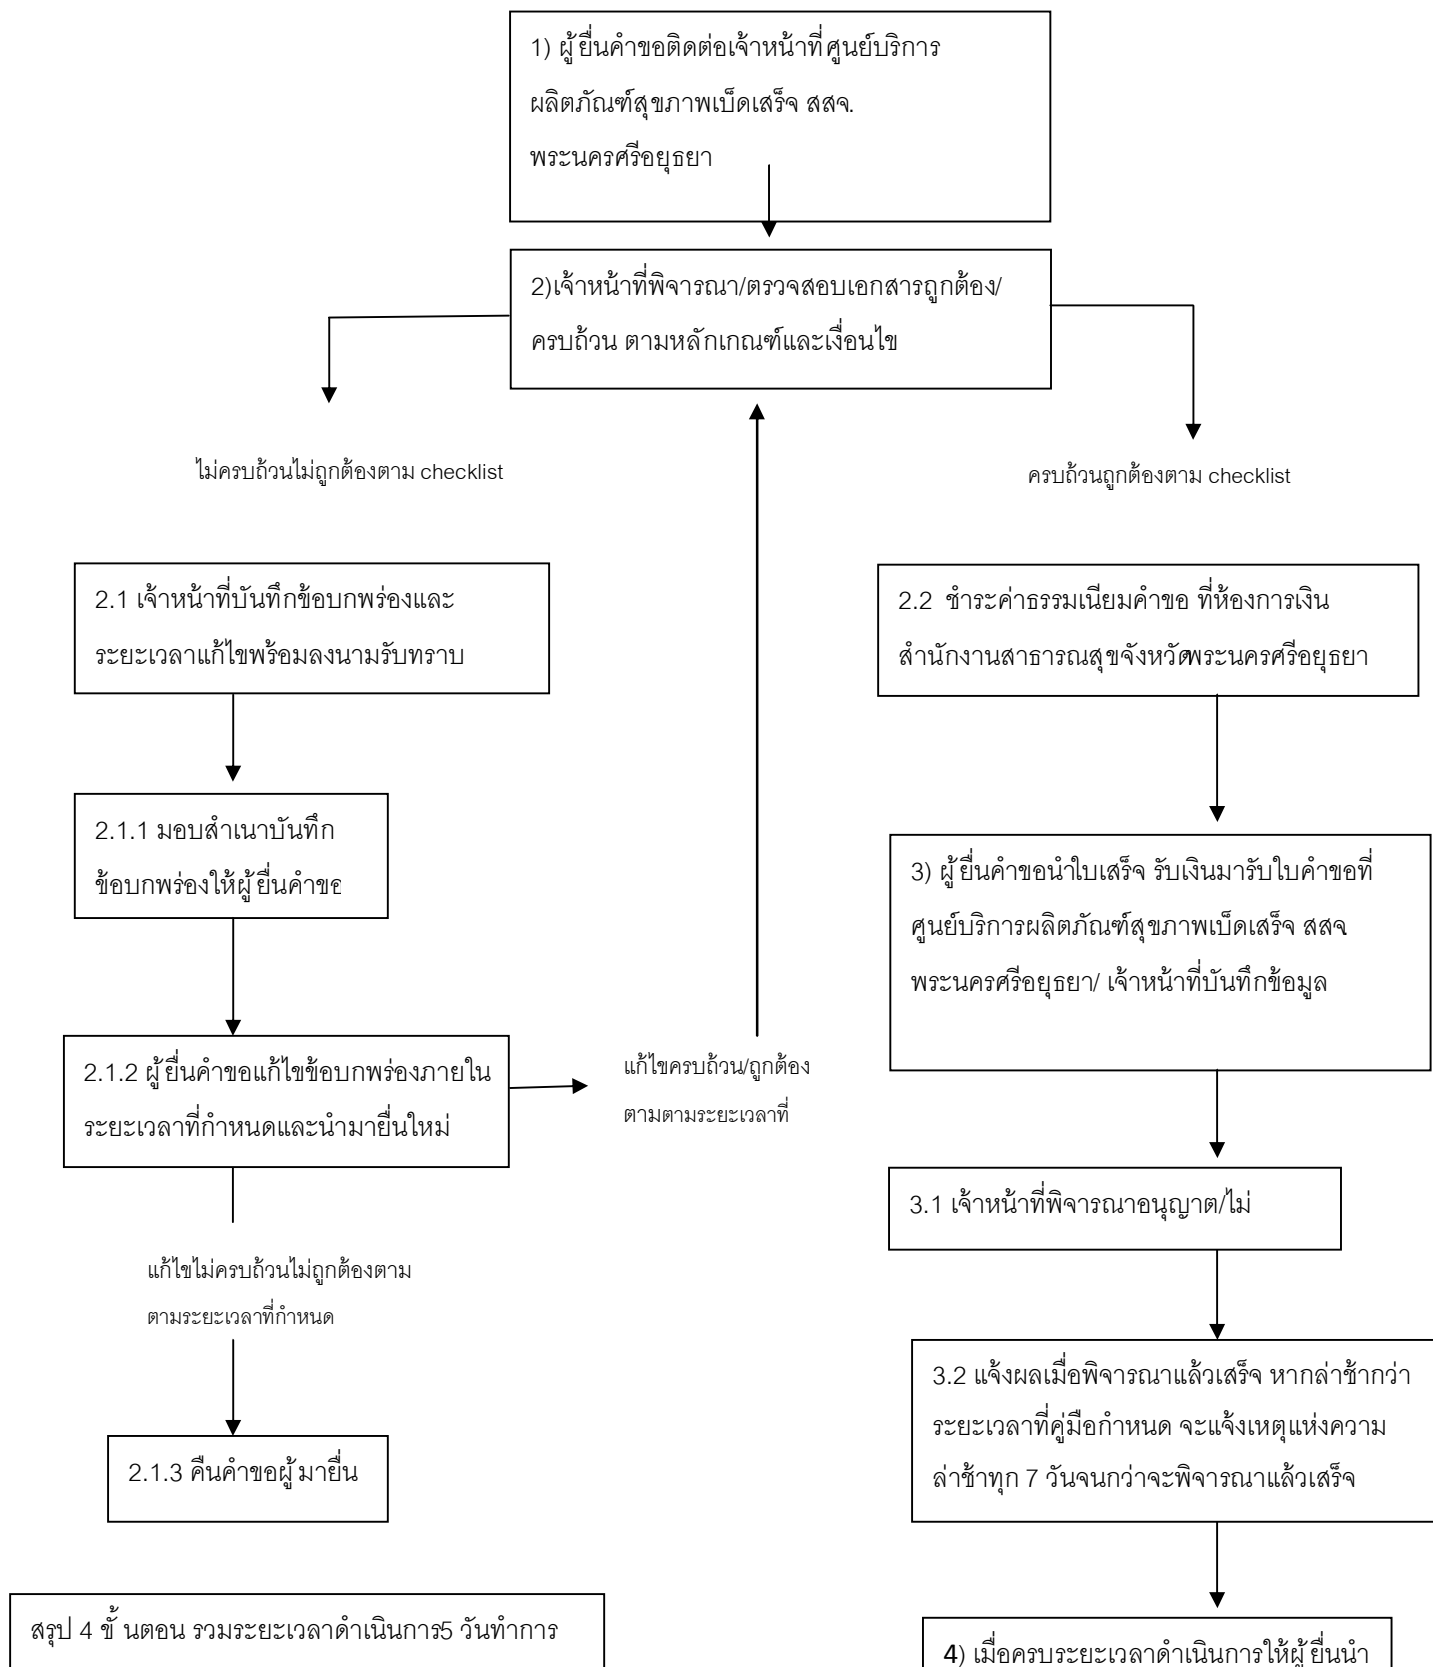 1) ผู้ยื่นคำขอติดต่อเจ้าหน้าที่ศูนย์บริการ
ผลิตภัณฑ์สุขภาพเบ็ดเสร็จ สสจ.
พระนครศรีอยุธยา
2)เจ้าหน้าที่พิจารณา/ตรวจสอบเอกสารถูกต้อง/
ครบถ้วน ตามหลักเกณฑ์และเงื่อนไข
ไม่ครบถ้วนไม่ถูกต้องตาม checklist
ครบถ้วนถูกต้องตาม checklist
2.1 เจ้าหน้าที่บันทึกข้อบกพร่องและ
ระยะเวลาแก้ไขพร้อมลงนามรับทราบ
2.1.1 มอบสำเนาบันทึก
ข้อบกพร่องให้ผู้ยื่นคำขอ
2.1.2 ผู้ยื่นคำขอแก้ไขข้อบกพร่องภายใน
ระยะเวลาที่กำหนดและนำมายื่นใหม่
แก้ไขครบถ้วน/ถูกต้อง
ตามตามระยะเวลาที่
แก้ไขไม่ครบถ้วนไม่ถูกต้องตาม
ตามระยะเวลาที่กำหนด
2.1.3 คืนคำขอผู้มายื่น
2.2 ชำระค่าธรรมเนียมคำขอ ที่ห้องการเงิน
สำนักงานสาธารณสุขจังหวัดพระนครศรีอยุธยา
3) ผู้ยื่นคำขอนำใบเสร็จ รับเงินมารับใบคำขอที่
ศูนย์บริการผลิตภัณฑ์สุขภาพเบ็ดเสร็จ สสจ
พระนครศรีอยุธยา/ เจ้าหน้าที่บันทึกข้อมูล
3.1 เจ้าหน้าที่พิจารณาอนุญาต/ไม่
3.2 แจ้งผลเมื่อพิจารณาแล้วเสร็จ หากล่าช้ากว่า
ระยะเวลาที่คู่มือกำหนด จะแจ้งเหตุแห่งความ
ล่าช้าทุก 7 วันจนกว่าจะพิจารณาแล้วเสร็จ
สรุป 4 ขั้นตอน รวมระยะเวลาดำเนินการ5 วันทำการ
4) เมื่อครบระยะเวลาดำเนินการให้ผู้ยื่นนำ